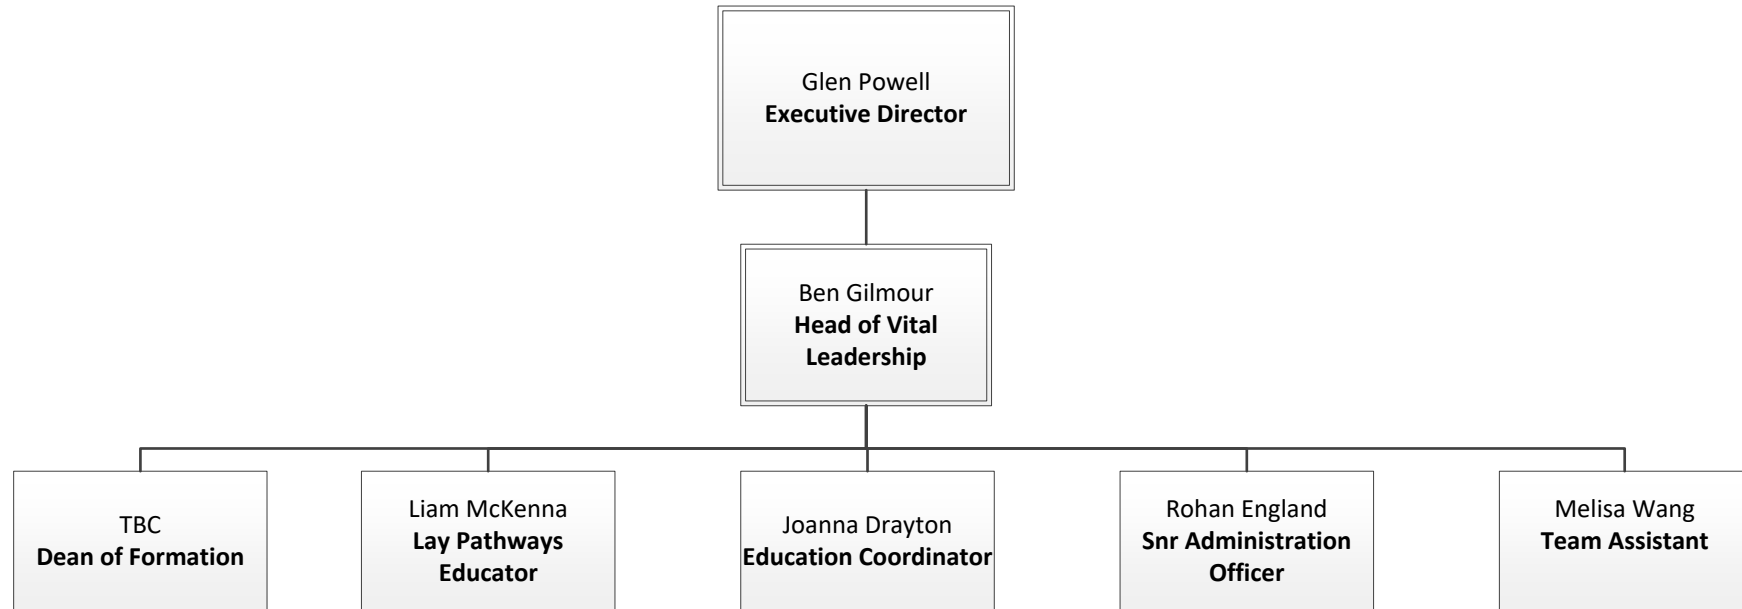 Glen Powell
Executive Director
Ben Gilmour
Head of Vital
Leadership
TBC
Dean of Formation
Liam McKenna
Lay Pathways
Educator
Joanna Drayton
Education Coordinator
Rohan England
Snr Administration
Officer
Melisa Wang
Team Assistant